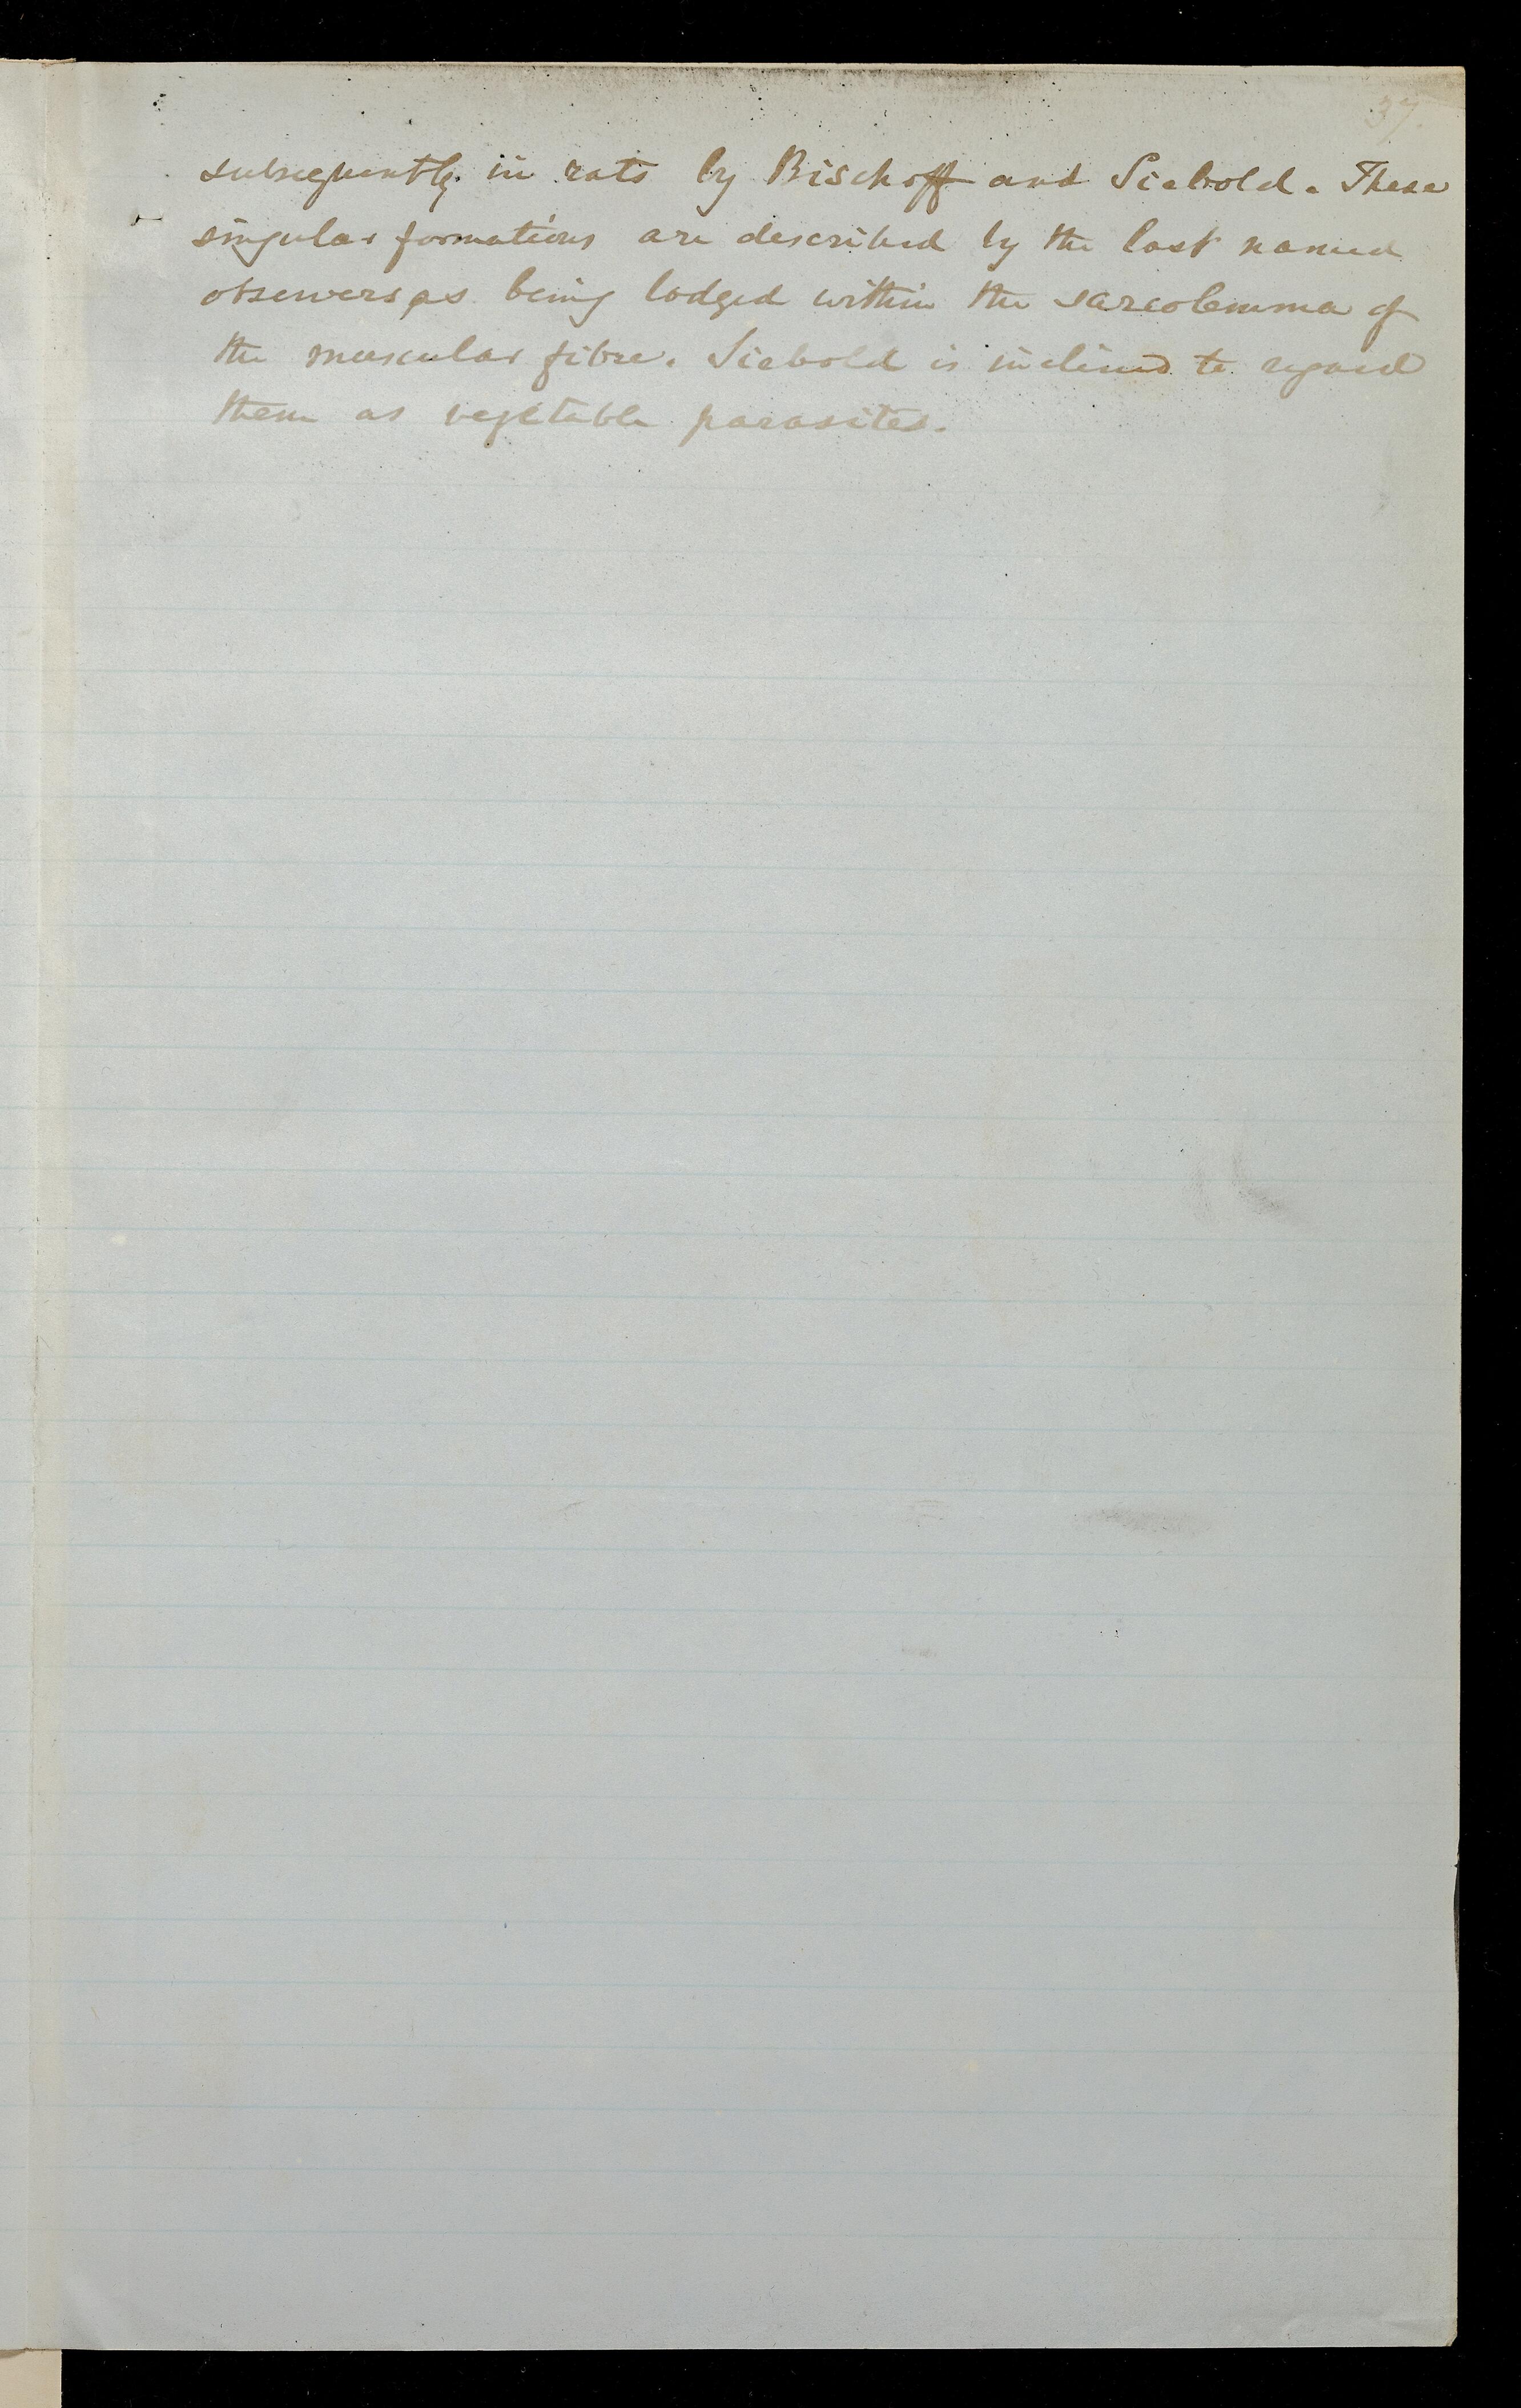 37.
subsequently in rats by Bischoff and Siebold. These
singular formations are described by the last named
observers as being lodged within the sarcolemma of
the muscular fibre. Siebold is inclined to regard
them as vegetable parasites.